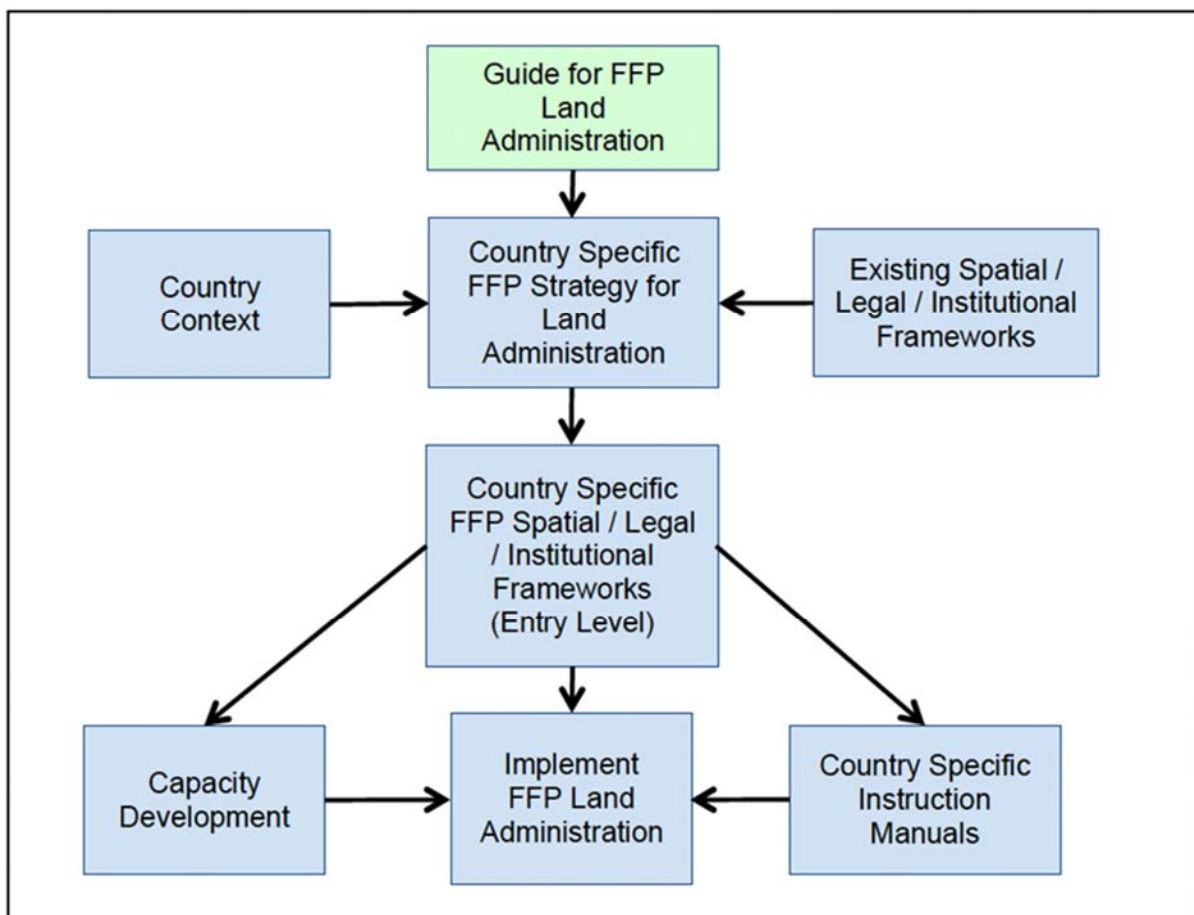 Guide for FFP
Land
Administration
Country
Context
Country Specific
FFP Strategy for
Land
Administration
Existing Spatial /
Legal / Institutional
Frameworks
Country Specific
FFP Spatial / Legal
/ Institutional
Frameworks
(Entry Level)
Capacity
Development
Implement
FFP Land
Administration
Country Specific
Instruction
Manuals